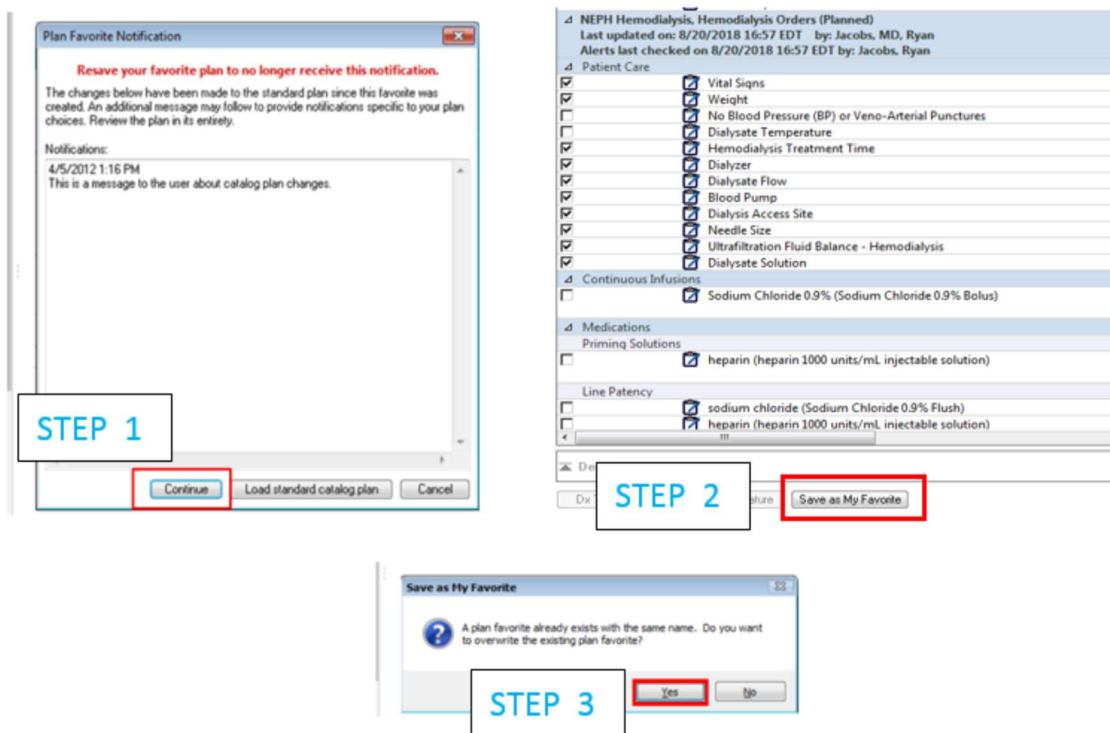 Plan Favorite Notification
Resave your favorite plan to no longer receive this notification.
The changes below have been made to the standard plan since this favorite was
created. An additional message may follow to provide notifications specific to your plan
choices. Review the plan in its entirety.
Notifications:
4/5/2012 1:16 PM
This is a message to the user about catalog plan changes.
STEP 1
Continue
Load standard catalog plan
Cancel
NEPH Hemodialysis, Hemodialysis Orders (Planned)
Last updated on: 8/20/2018 16:57 EDT by: Jacobs, MD, Ryan
Alerts last checked on 8/20/2018 16:57 EDT by: Jacobs, Ryan
Patient Care
Vital Signs
Weight
No Blood Pressure (BP) or Veno-Arterial Punctures
Dialysate Temperature
Hemodialysis Treatment Time
Dialyzer
Dialysate Flow
Blood Pump
Dialysis Access Site
Needle Size
Ultrafiltration Fluid Balance - Hemodialysis
Dialysate Solution
Continuous Infusions
Sodium Chloride 0.9% (Sodium Chloride 0.9% Bolus)
Medications
Priming Solutions
heparin (heparin 1000 units/mL injectable solution)
Line Patency
sodium chloride (Sodium Chloride 0.9% Flush)
heparin (heparin 1000 units/mL injectable solution)
De
Dx
STEP 2
ature
Save as My Favorite
Save as My Favorite
A plan favorite already exists with the same name. Do you want
to overwrite the existing plan favorite?
Yes
No
STEP 3